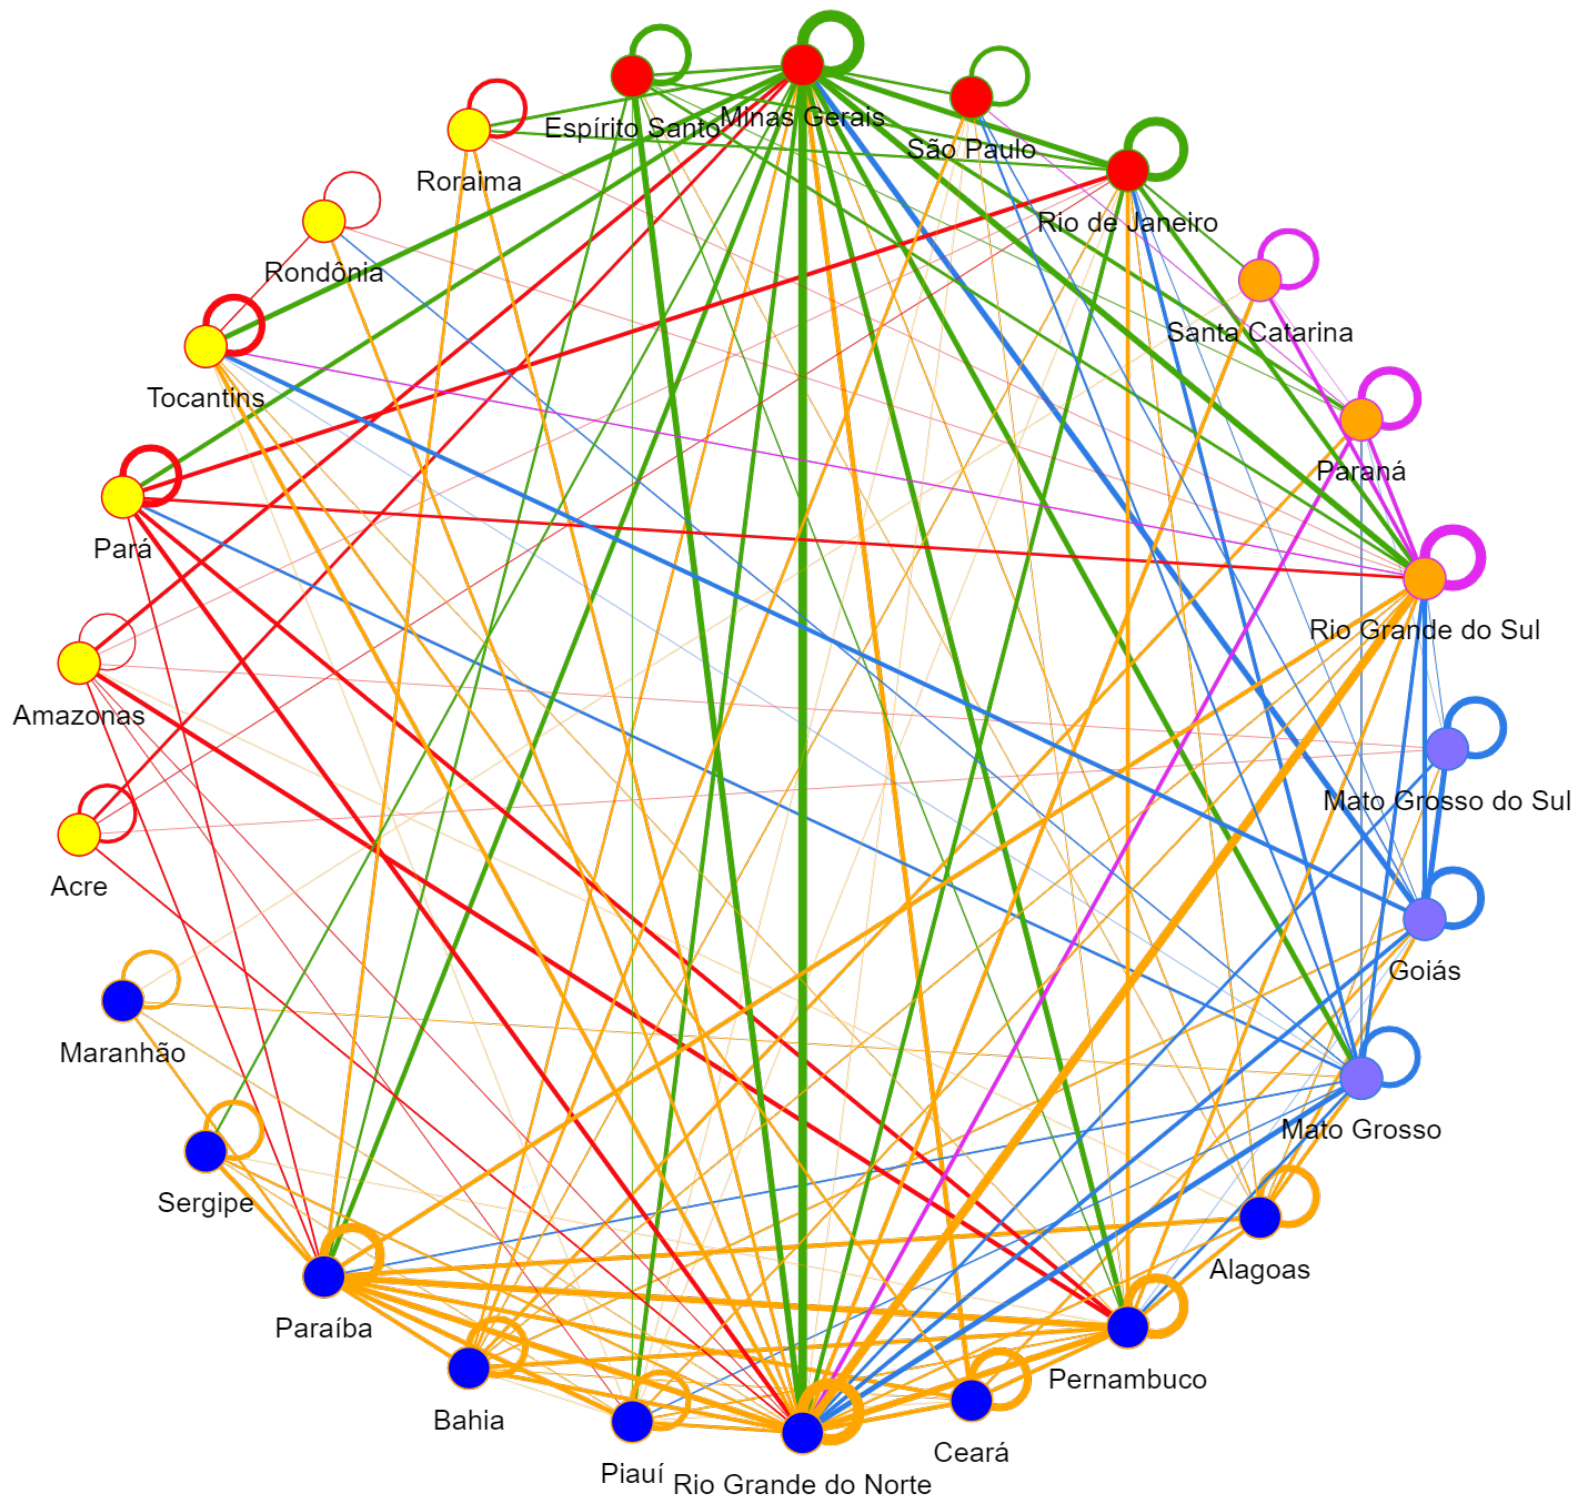 Minas Gerais
Espírito Santo
São Paulo
Roraima
Rio de Janeiro
Rondônia
Santa Catarina
Tocantins
Paraná
Pará
Rio Grande do Sul
Amazonas
Mato Grosso do Sul
Acre
Goiás
Maranhão
Mato Grosso
Sergipe
Alagoas
Paraíba
Pernambuco
Bahia
Ceará
Piauí
Rio Grande do Norte